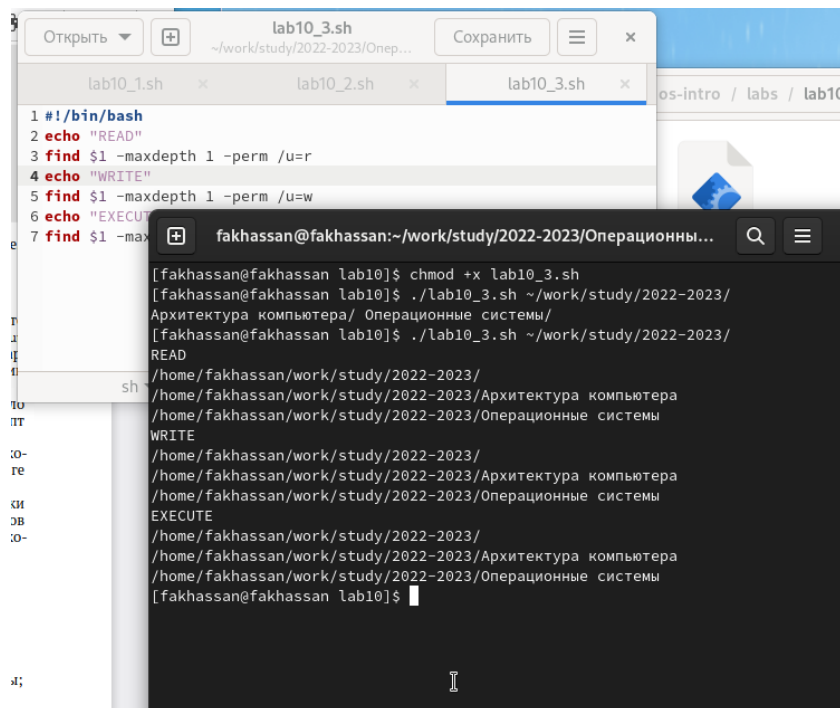 Открыть
lab10_3.sh
~/work/study/2022-2023/Опер...
Сохранить
lab10_1.sh
lab10_2.sh
lab10_3.sh
os-intro / labs / lab10
1 #!/bin/bash
2 echo "READ"
3 find $1 -maxdepth 1 -perm /u=r
4 echo "WRITE"
5 find $1 -maxdepth 1 -perm /u=w
6 echo "EXECUT
7 find $1 -max
sh
fakhassan@fakhassan:~/work/study/2022-2023/Операционны...
[fakhassan@fakhassan lab10]$ chmod +x lab10_3.sh
[fakhassan@fakhassan lab10]$ ./lab10_3.sh ~/work/study/2022-2023/
Архитектура компьютера/ Операционные системы/
[fakhassan@fakhassan lab10]$ ./lab10_3.sh ~/work/study/2022-2023/
READ
/home/fakhassan/work/study/2022-2023/
/home/fakhassan/work/study/2022-2023/Архитектура компьютера
/home/fakhassan/work/study/2022-2023/Операционные системы
WRITE
/home/fakhassan/work/study/2022-2023/
/home/fakhassan/work/study/2022-2023/Архитектура компьютера
/home/fakhassan/work/study/2022-2023/Операционные системы
EXECUTE
/home/fakhassan/work/study/2022-2023/
/home/fakhassan/work/study/2022-2023/Архитектура компьютера
/home/fakhassan/work/study/2022-2023/Операционные системы
[fakhassan@fakhassan lab10]$